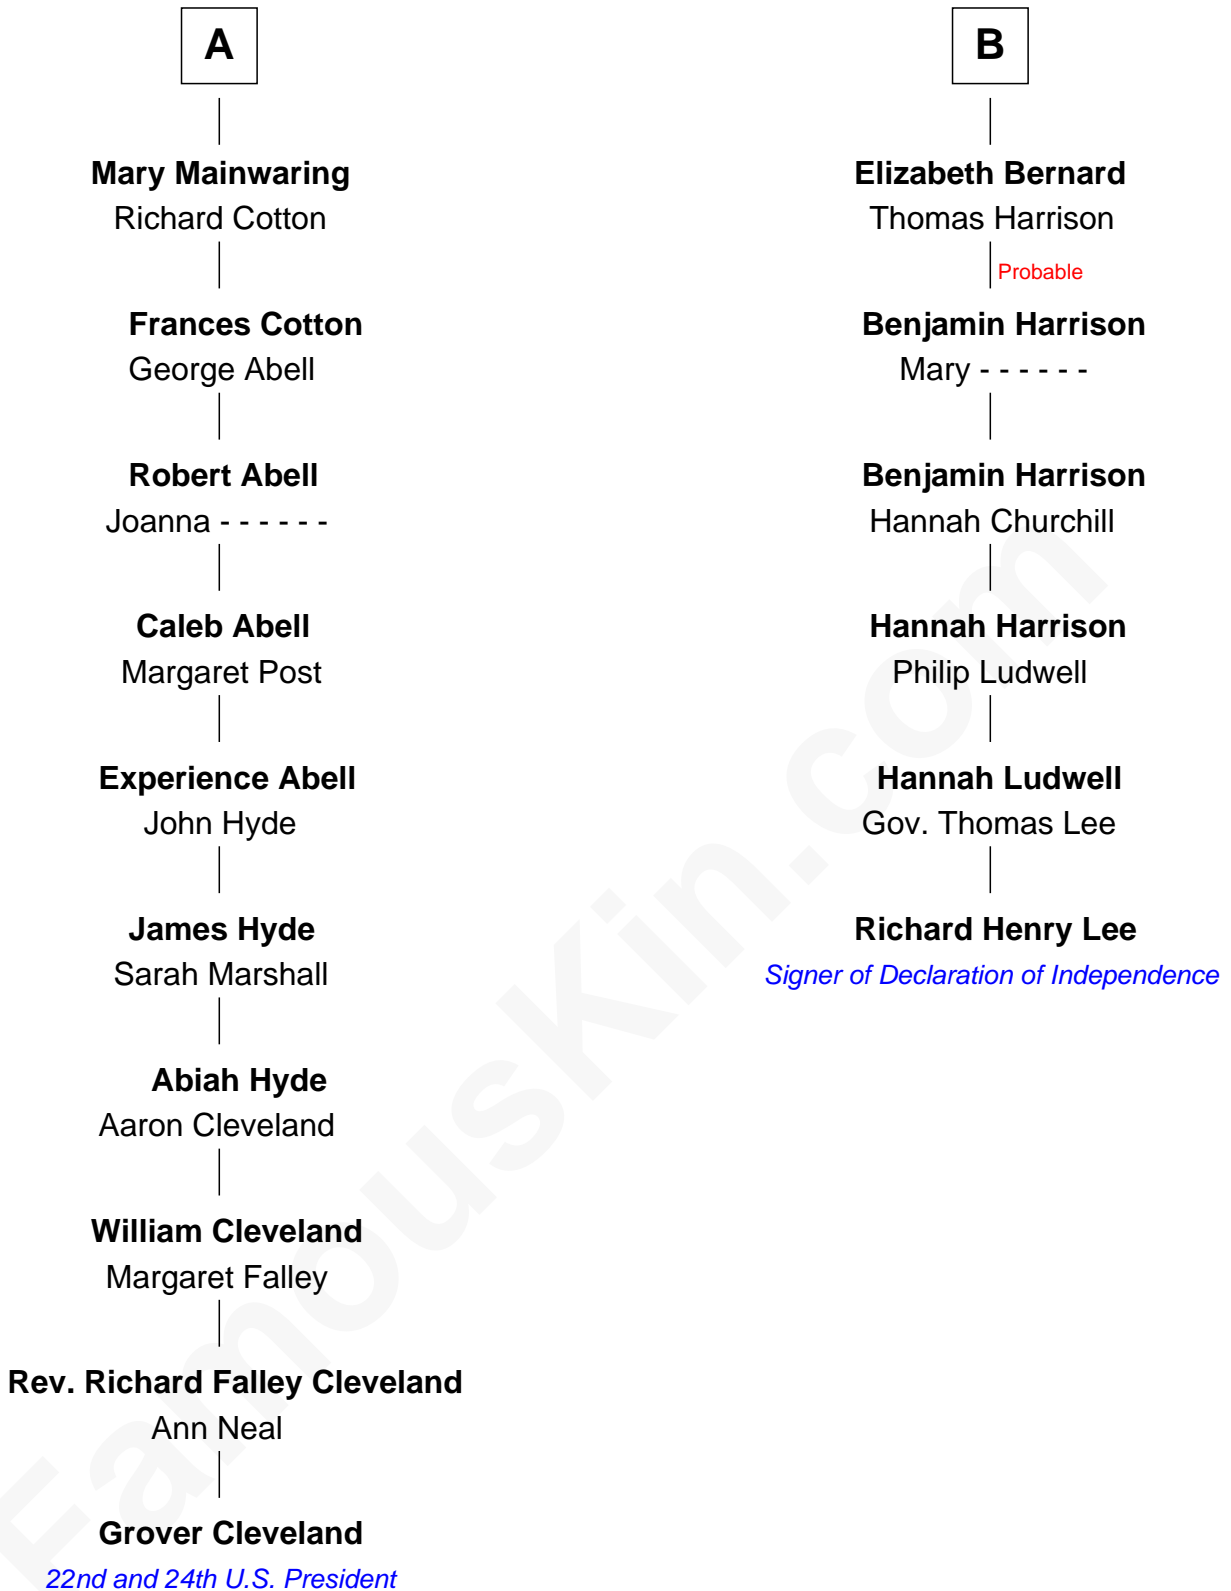 A
Mary Mainwaring
Richard Cotton
Frances Cotton
George Abell
Robert Abell
Joanna - - - - - -
Caleb Abell
Margaret Post
Experience Abell
John Hyde
James Hyde
Sarah Marshall
Abiah Hyde
Aaron Cleveland
William Cleveland
Margaret Falley
Rev. Richard Falley Cleveland
Ann Neal
Grover Cleveland
22nd and 24th U.S. President
B
Elizabeth Bernard
Thomas Harrison
Probable
Benjamin Harrison
Mary - - - - - -
Benjamin Harrison
Hannah Churchill
Hannah Harrison
Philip Ludwell
Hannah Ludwell
Gov. Thomas Lee
Richard Henry Lee
Signer of Declaration of Independence
FamousKin.com